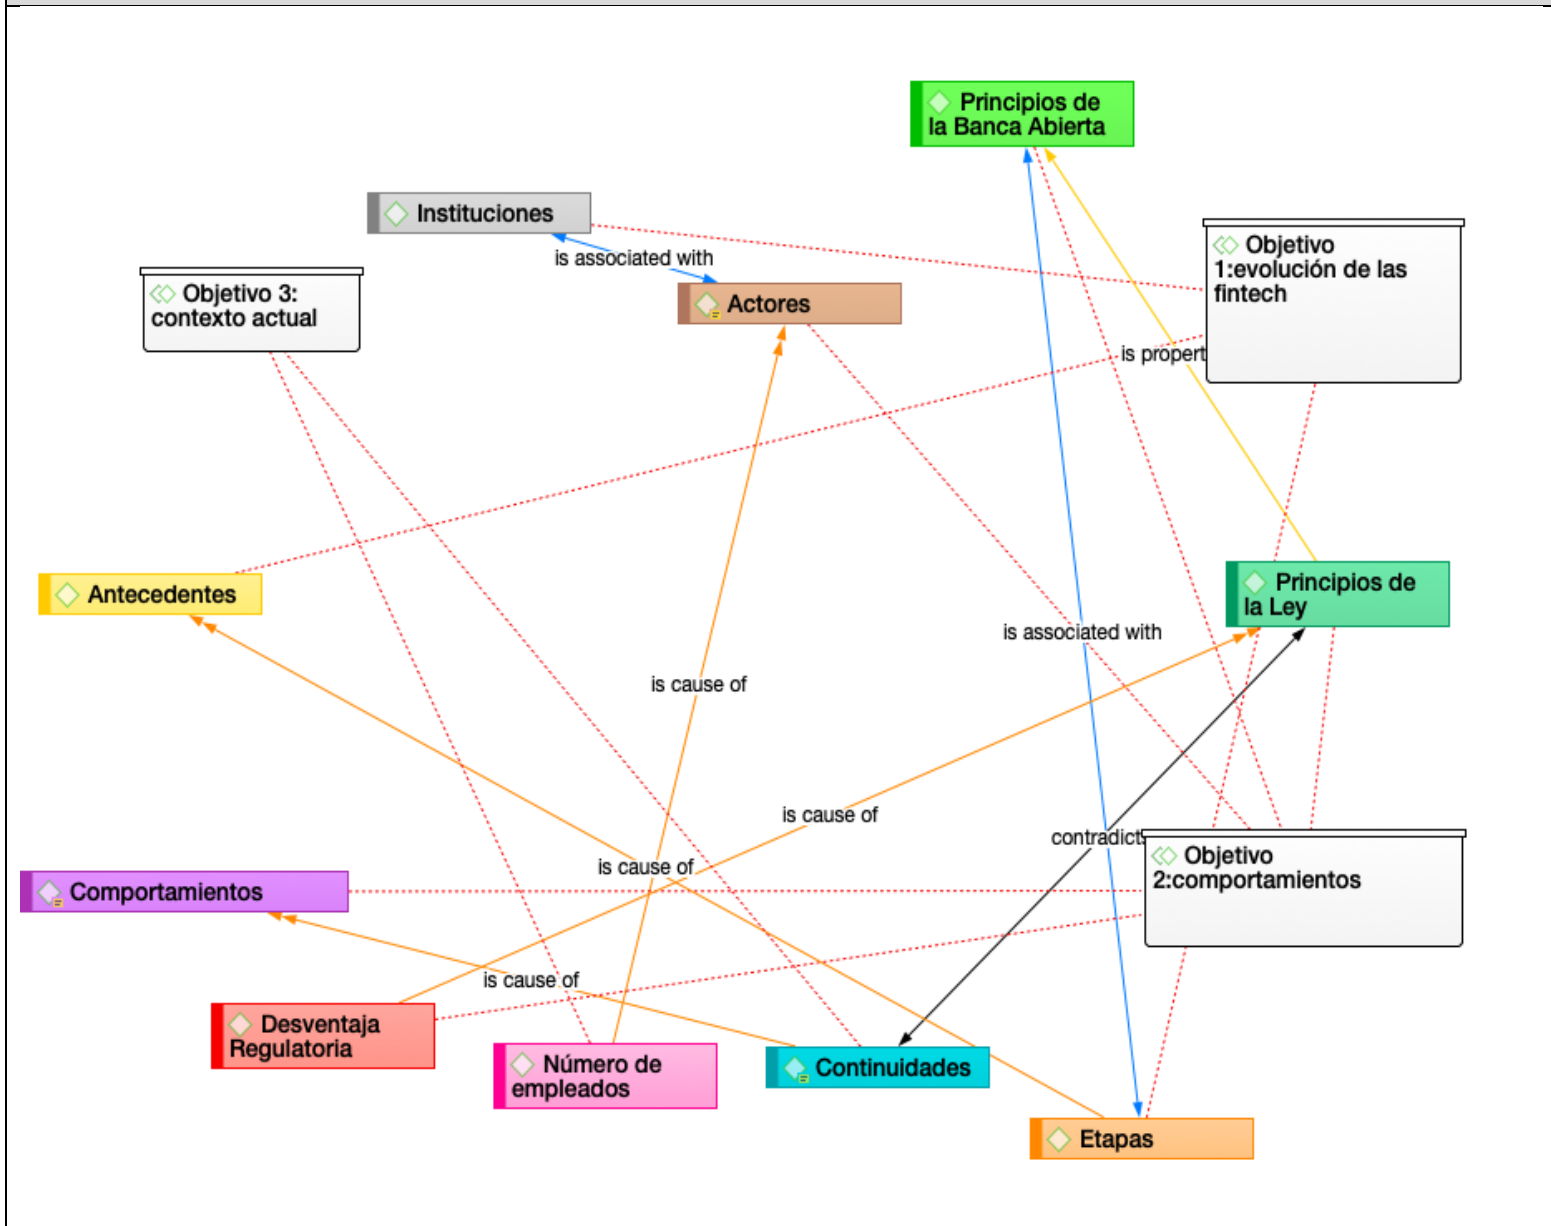 Principios de
la Banca Abierta
Instituciones
is associated with
Objetivo
1:evolución de las
fintech
Objetivo 3:
contexto actual
Actores
is propert
Antecedentes
Principios de
la Ley
is associated with
is cause of
is cause of
contradicts
Objetivo
2:comportamientos
is cause of
Comportamientos
is cause of
Desventaja
Regulatoria
Número de
empleados
Continuidades
Etapas